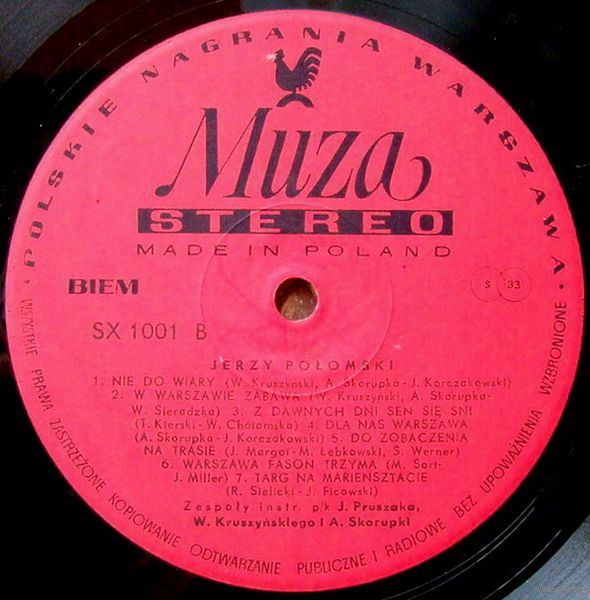 POLSKIE NAGRANIA WARSZAWA
Muza
STEREO
MADE IN POLAND
BIEM
S 33
SX 1001 B
JERZY POŁOMSKI
1. NIE DO WIARY (W. Kruszyński, A. Skorupka - J. Korczakowski)
2. W WARSZAWIE ZABAWA (W. Kruszyński, A. Skorupka-
W. Sieradzka) 3. Z DAWNYCH DNI SEN SIĘ ŚNI
(T. Kierski - W. Chotomska) 4. DLA NAS WARSZAWA
(A. Skorupka - J. Korczakowski) 5. DO ZOBACZENIA
NA TRASIE (J. Margol - M. Łebkowski, S. Werner)
6. WARSZAWA FASON TRZYMA (M. Sart-
J. Miller) 7. TARG NA MARIENSZTACIE
(R. Sielicki - J. Ficowski)
Zespoły instr. p/k J. Pruszaka,
W. Kruszyńskiego i A. Skorupki
• WSZYSTKIE PRAWA ZASTRZEŻONE KOPIOWANIE ODTWARZANIE PUBLICZNE I RADIOWE BEZ UPOWAŻNIENIA WZBRONIONE •